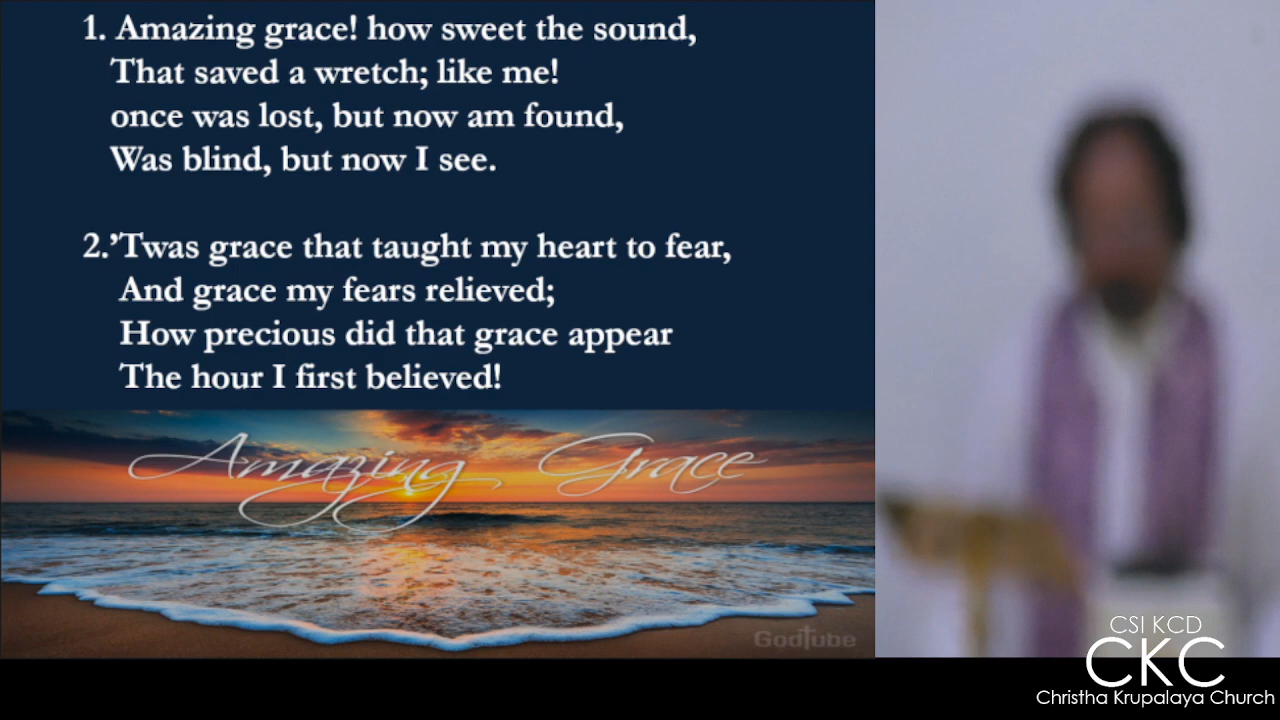 1. Amazing grace! how sweet the sound,
That saved a wretch; like me!
once was lost, but now am found,
Was blind, but now I see.
2.’Twas grace that taught my heart to fear,
And grace my fears relieved;
How precious did that grace appear
The hour I first believed!
Amazing Grace
GodTube
CSI KCD
CKC
Christha Krupalaya Church